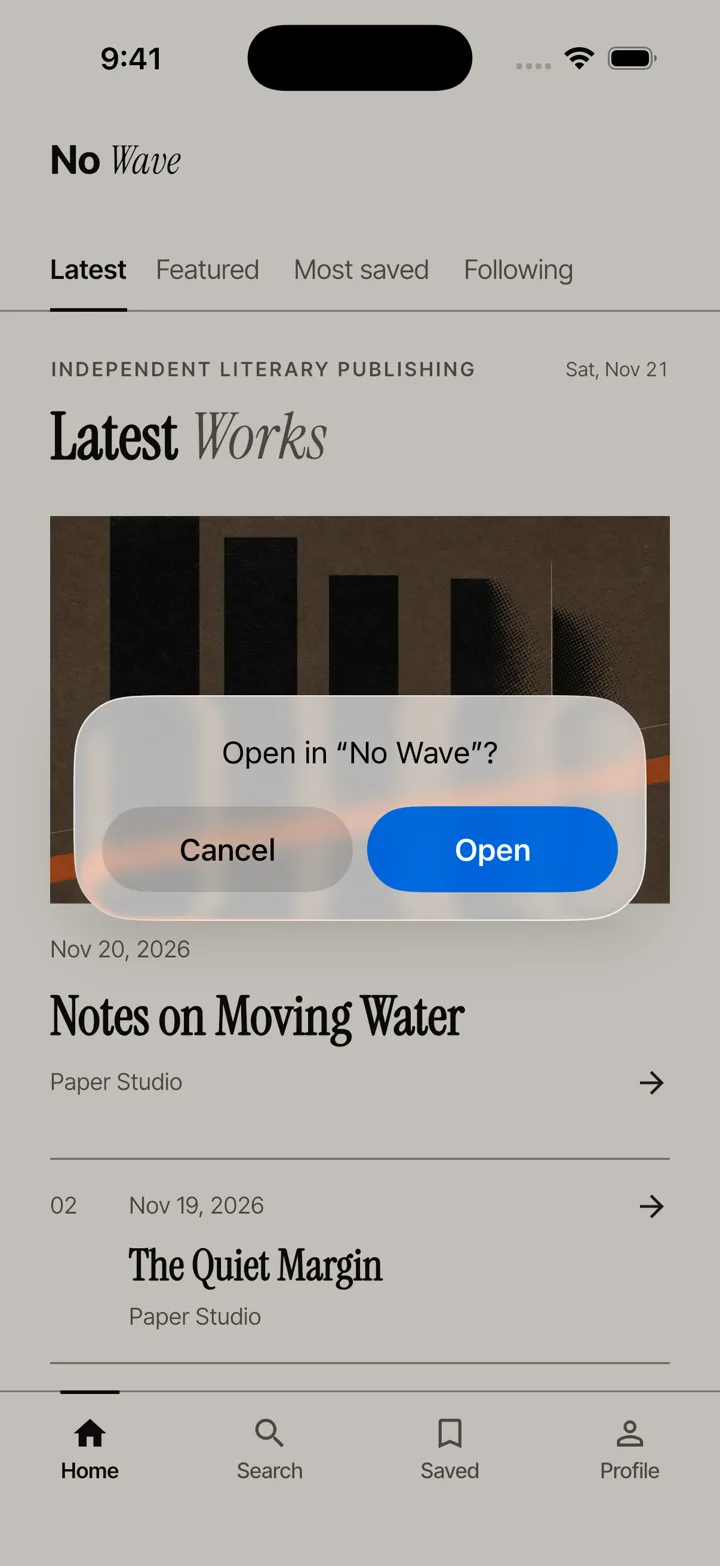 9:41
No Wave
Latest Featured Most saved Following
INDEPENDENT LITERARY PUBLISHING Sat, Nov 21
Latest Works
Open in “No Wave”?
Cancel Open
Nov 20, 2026
Notes on Moving Water
Paper Studio
02 Nov 19, 2026
The Quiet Margin
Paper Studio
Home Search Saved Profile